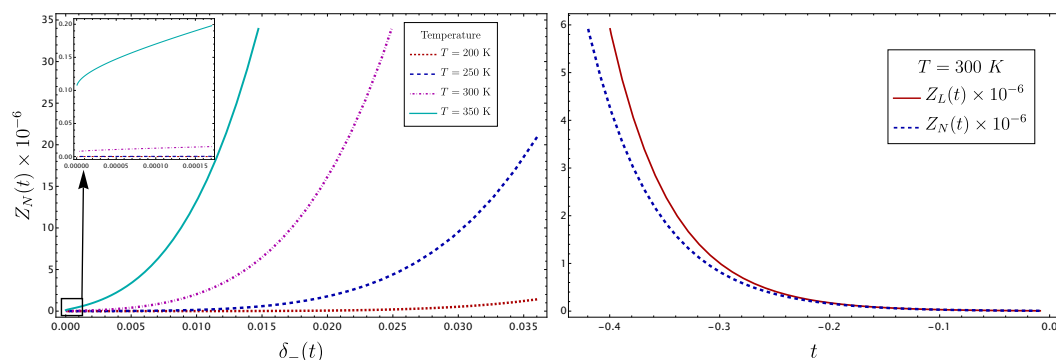 Z_N(t) × 10^{-6}
35
30
25
20
15
10
5
0
0.20
0.15
0.10
0.05
0.00
0.00000 0.00005 0.00010 0.00015
Temperature
T = 200 K
T = 250 K
T = 300 K
T = 350 K
0.000 0.005 0.010 0.015 0.020 0.025 0.030 0.035
δ_−(t)
6
5
4
3
2
1
0
T = 300 K
Z_L(t) × 10^{-6}
Z_N(t) × 10^{-6}
−0.4 −0.3 −0.2 −0.1 0.0
t